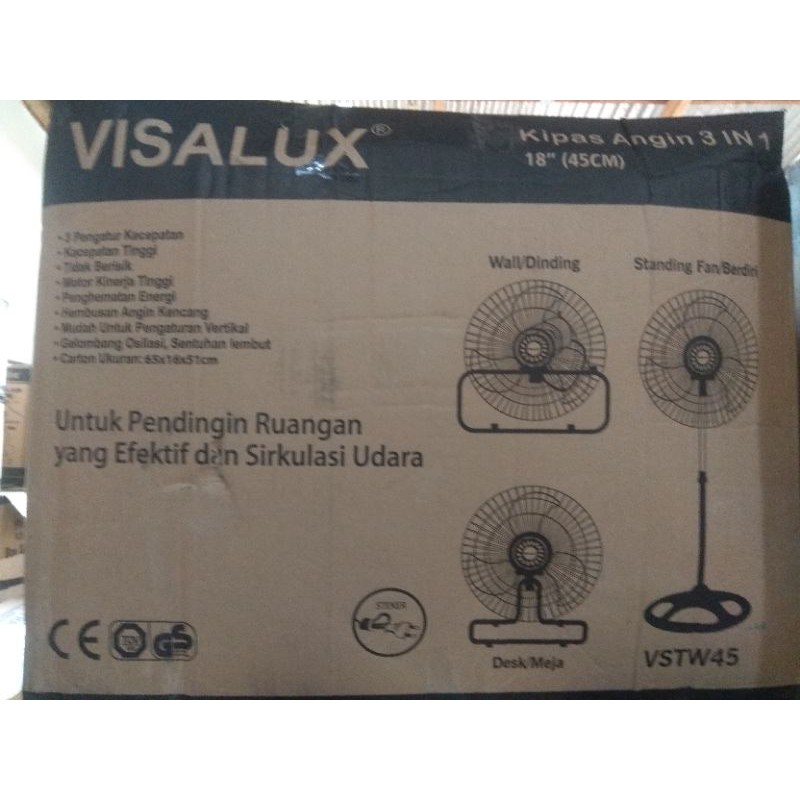 VISALUX®
Kipas Angin 3 IN 1
18" (45CM)
• 3 Pengatur Kecepatan
• Kecepatan Tinggi
• Tidak Berisik
• Motor Kinerja Tinggi
• Penghematan Energi
• Hembusan Angin Kencang
• Mudah Untuk Pengaturan Vertikal
• Gelombang Osilasi, Sentuhan lembut
• Carton Ukuran: 65x16x51cm
Wall/Dinding
Standing Fan/Berdiri
Untuk Pendingin Ruangan
yang Efektif dan Sirkulasi Udara
STEKER
CE
GS
Desk/Meja
VSTW45